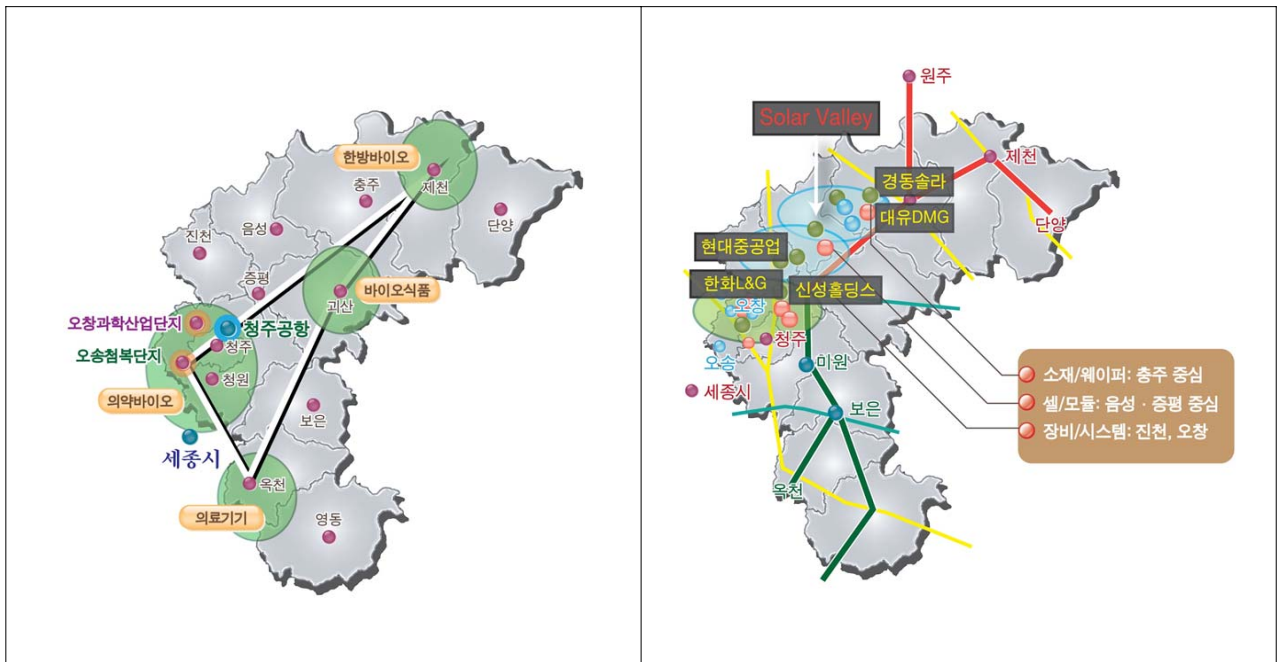 한방바이오
제천
충주
단양
음성
진천
증평
괴산
바이오식품
오창과학산업단지
청주공항
청주
오송첨복단지
청원
의약바이오
보은
세종시
옥천
의료기기
영동
원주
Solar Valley
제천
경동솔라
대유DMG
단양
현대중공업
한화L&G
신성홀딩스
오창
청주
오송
미원
세종시
보은
옥천
소재/웨이퍼: 충주 중심
셀/모듈: 음성 · 증평 중심
장비/시스템: 진천, 오창